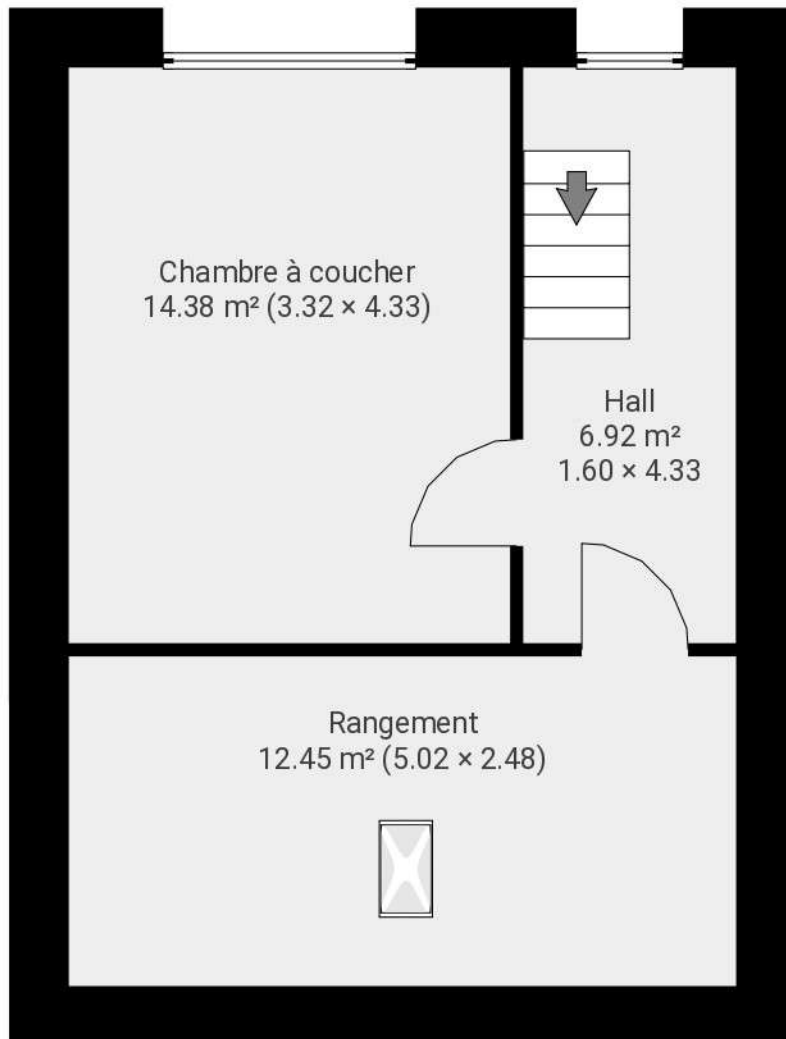 Chambre à coucher
14.38 m² (3.32 × 4.33)
Hall
6.92 m²
1.60 × 4.33
Rangement
12.45 m² (5.02 × 2.48)